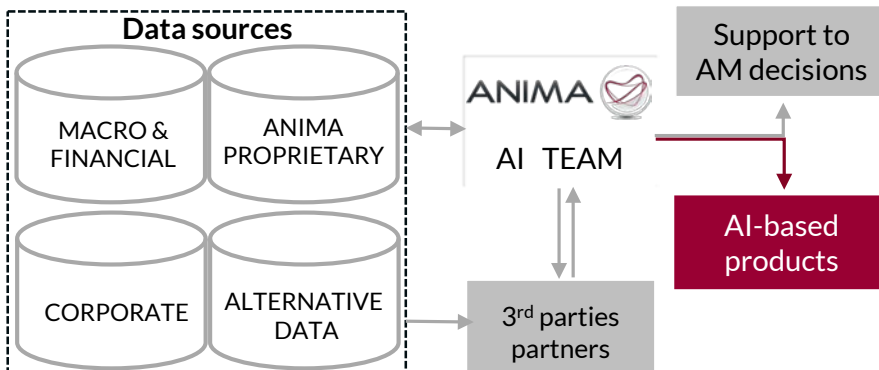 Data sources
MACRO &
FINANCIAL
ANIMA
PROPRIETARY
CORPORATE
ALTERNATIVE
DATA
ANIMA
AI TEAM
3rd parties
partners
Support to
AM decisions
AI-based
products